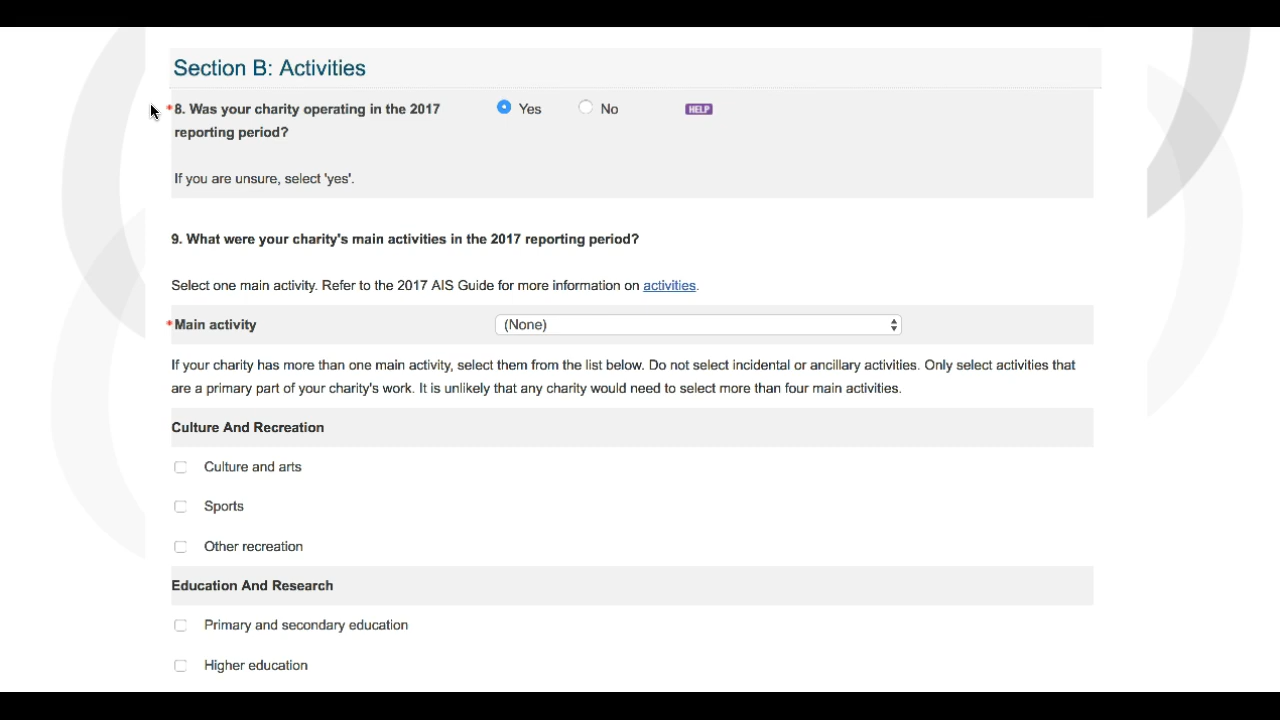 Section B: Activities
*8. Was your charity operating in the 2017 Yes No HELP
reporting period?
If you are unsure, select 'yes'.
9. What were your charity's main activities in the 2017 reporting period?
Select one main activity. Refer to the 2017 AIS Guide for more information on activities.
*Main activity (None)
If your charity has more than one main activity, select them from the list below. Do not select incidental or ancillary activities. Only select activities that
are a primary part of your charity's work. It is unlikely that any charity would need to select more than four main activities.
Culture And Recreation
Culture and arts
Sports
Other recreation
Education And Research
Primary and secondary education
Higher education